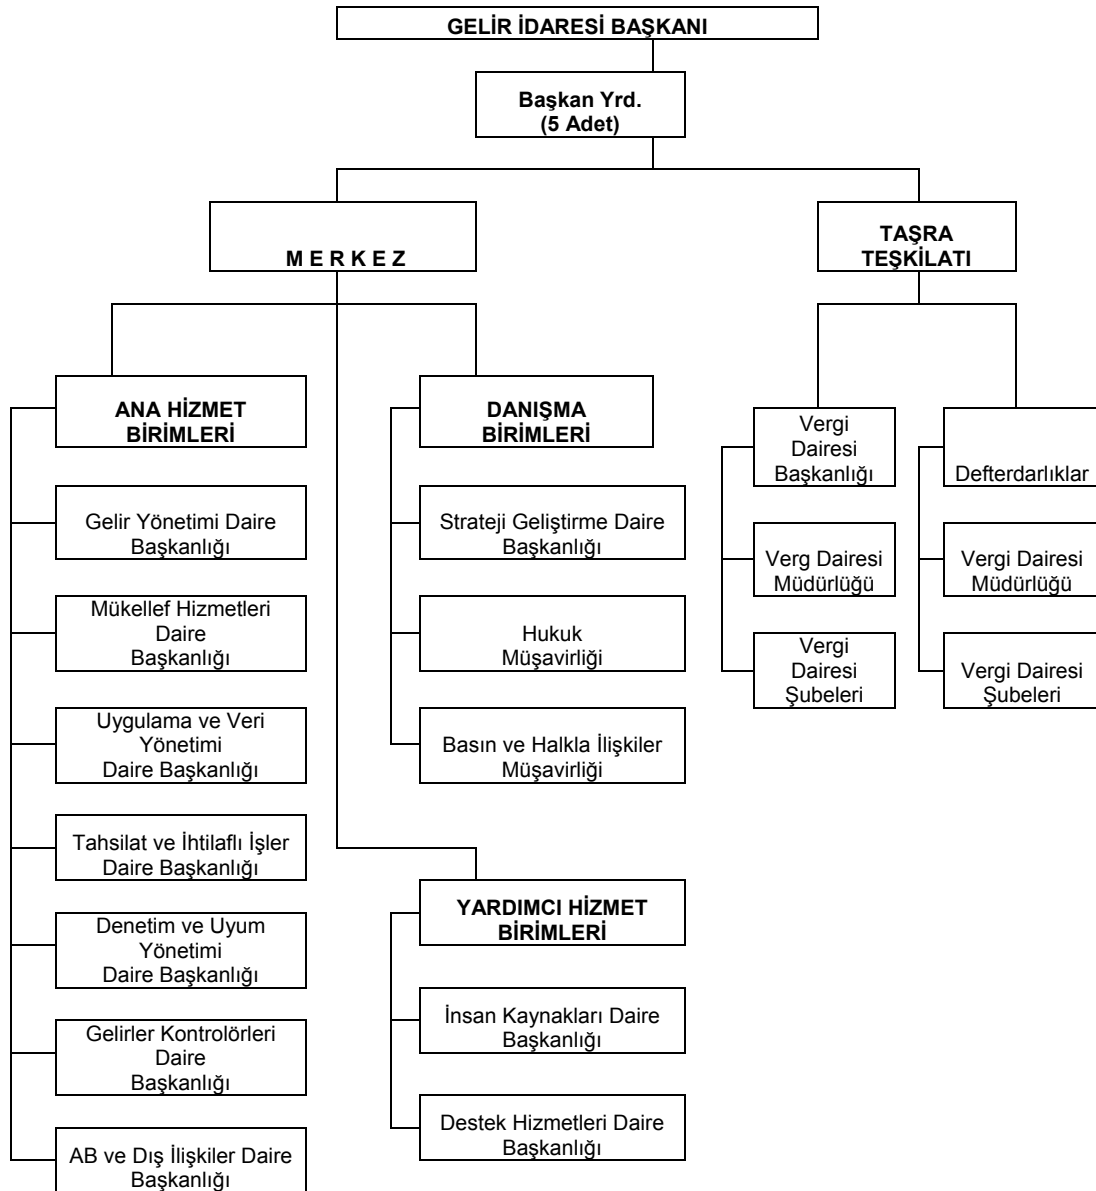 GELİR İDARESİ BAŞKANI
Başkan Yrd.
(5 Adet)
M E R K E Z
TAŞRA
TEŞKİLATI
ANA HİZMET
BİRİMLERİ
Gelir Yönetimi Daire
Başkanlığı
Mükellef Hizmetleri
Daire
Başkanlığı
Uygulama ve Veri
Yönetimi
Daire Başkanlığı
Tahsilat ve İhtilaflı İşler
Daire Başkanlığı
Denetim ve Uyum
Yönetimi
Daire Başkanlığı
Gelirler Kontrolörleri
Daire
Başkanlığı
AB ve Dış İlişkiler Daire
Başkanlığı
DANIŞMA
BİRİMLERİ
Strateji Geliştirme Daire
Başkanlığı
Hukuk
Müşavirliği
Basın ve Halkla İlişkiler
Müşavirliği
YARDIMCI HİZMET
BİRİMLERİ
İnsan Kaynakları Daire
Başkanlığı
Destek Hizmetleri Daire
Başkanlığı
Vergi
Dairesi
Başkanlığı
Verg Dairesi
Müdürlüğü
Vergi
Dairesi
Şubeleri
Defterdarlıklar
Vergi Dairesi
Müdürlüğü
Vergi Dairesi
Şubeleri